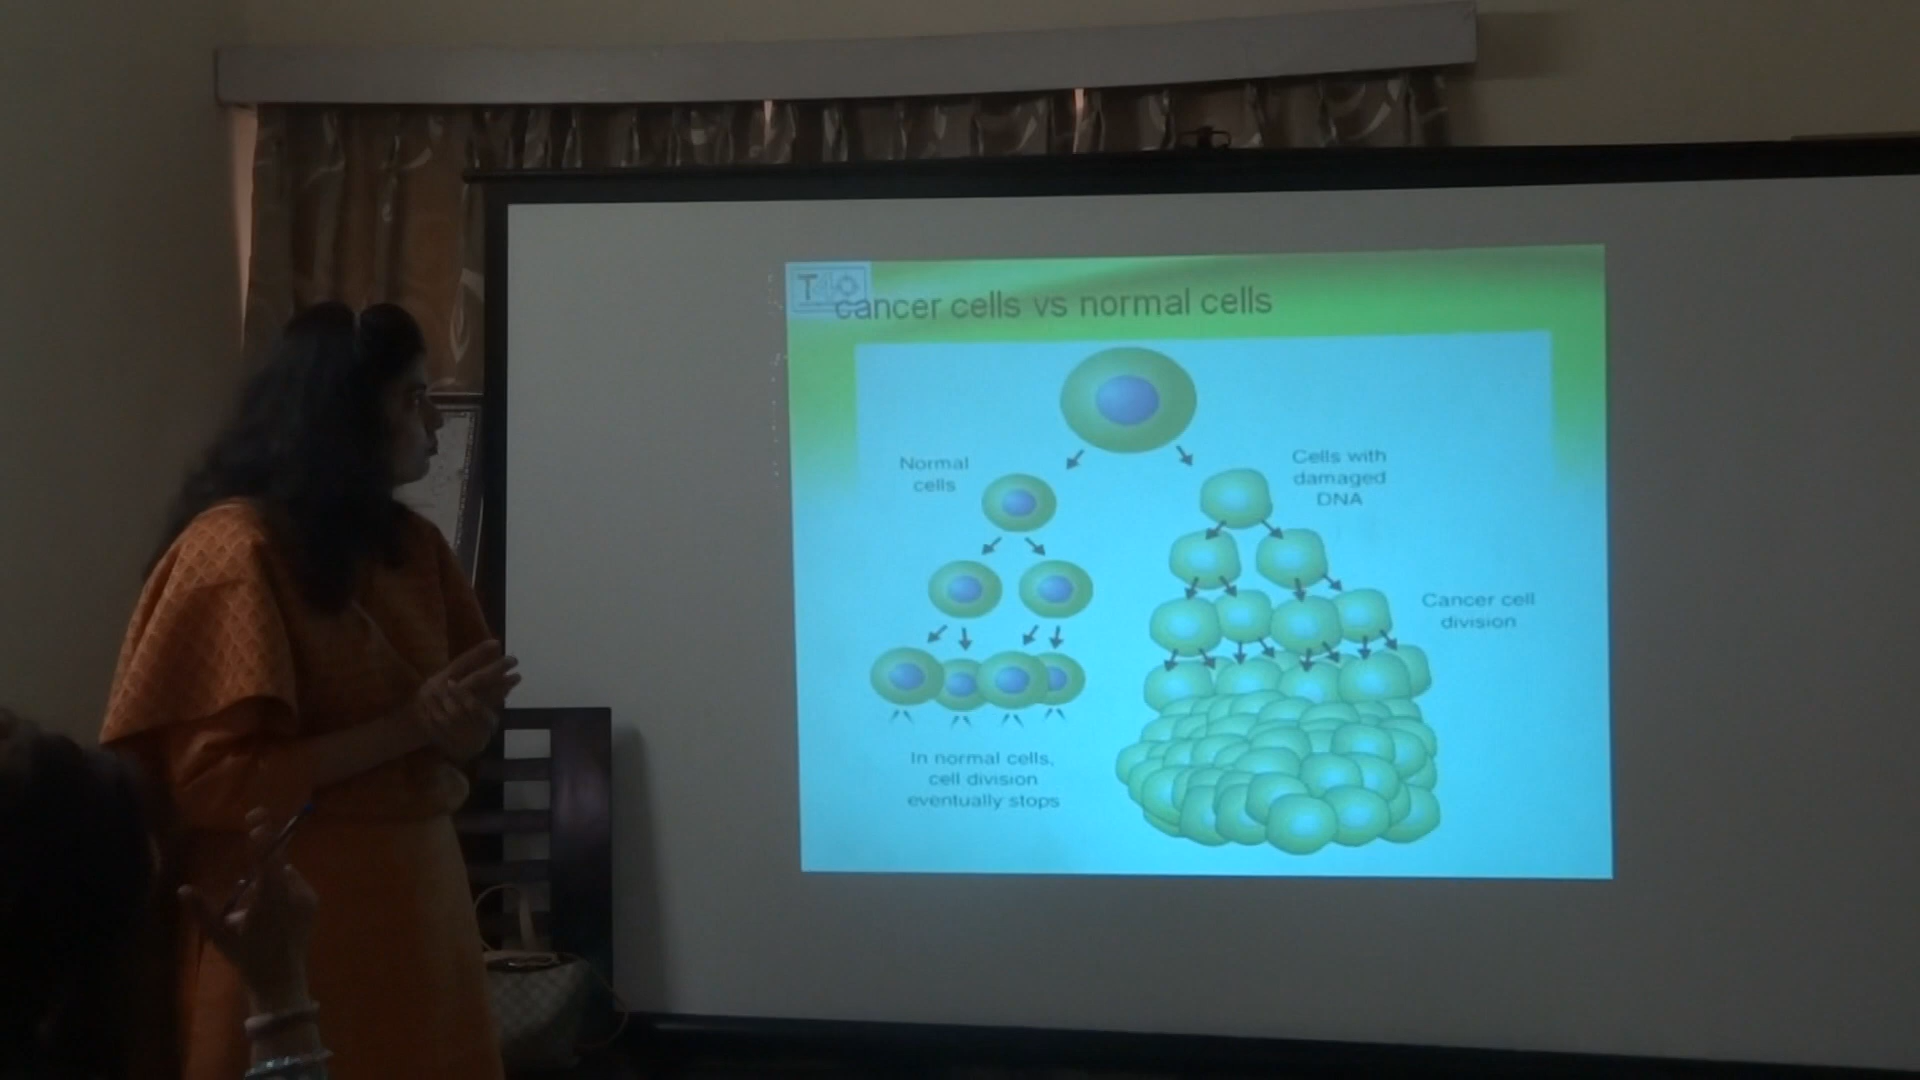 T40
cancer cells vs normal cells
Normal
cells
Cells with
damaged
DNA
Cancer cell
division
In normal cells,
cell division
eventually stops